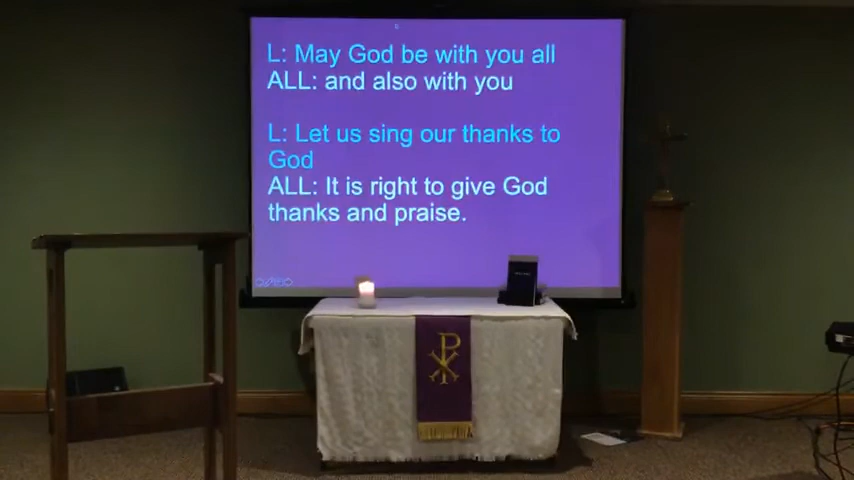 L: May God be with you all
ALL: and also with you
L: Let us sing our thanks to
God
ALL: It is right to give God
thanks and praise.